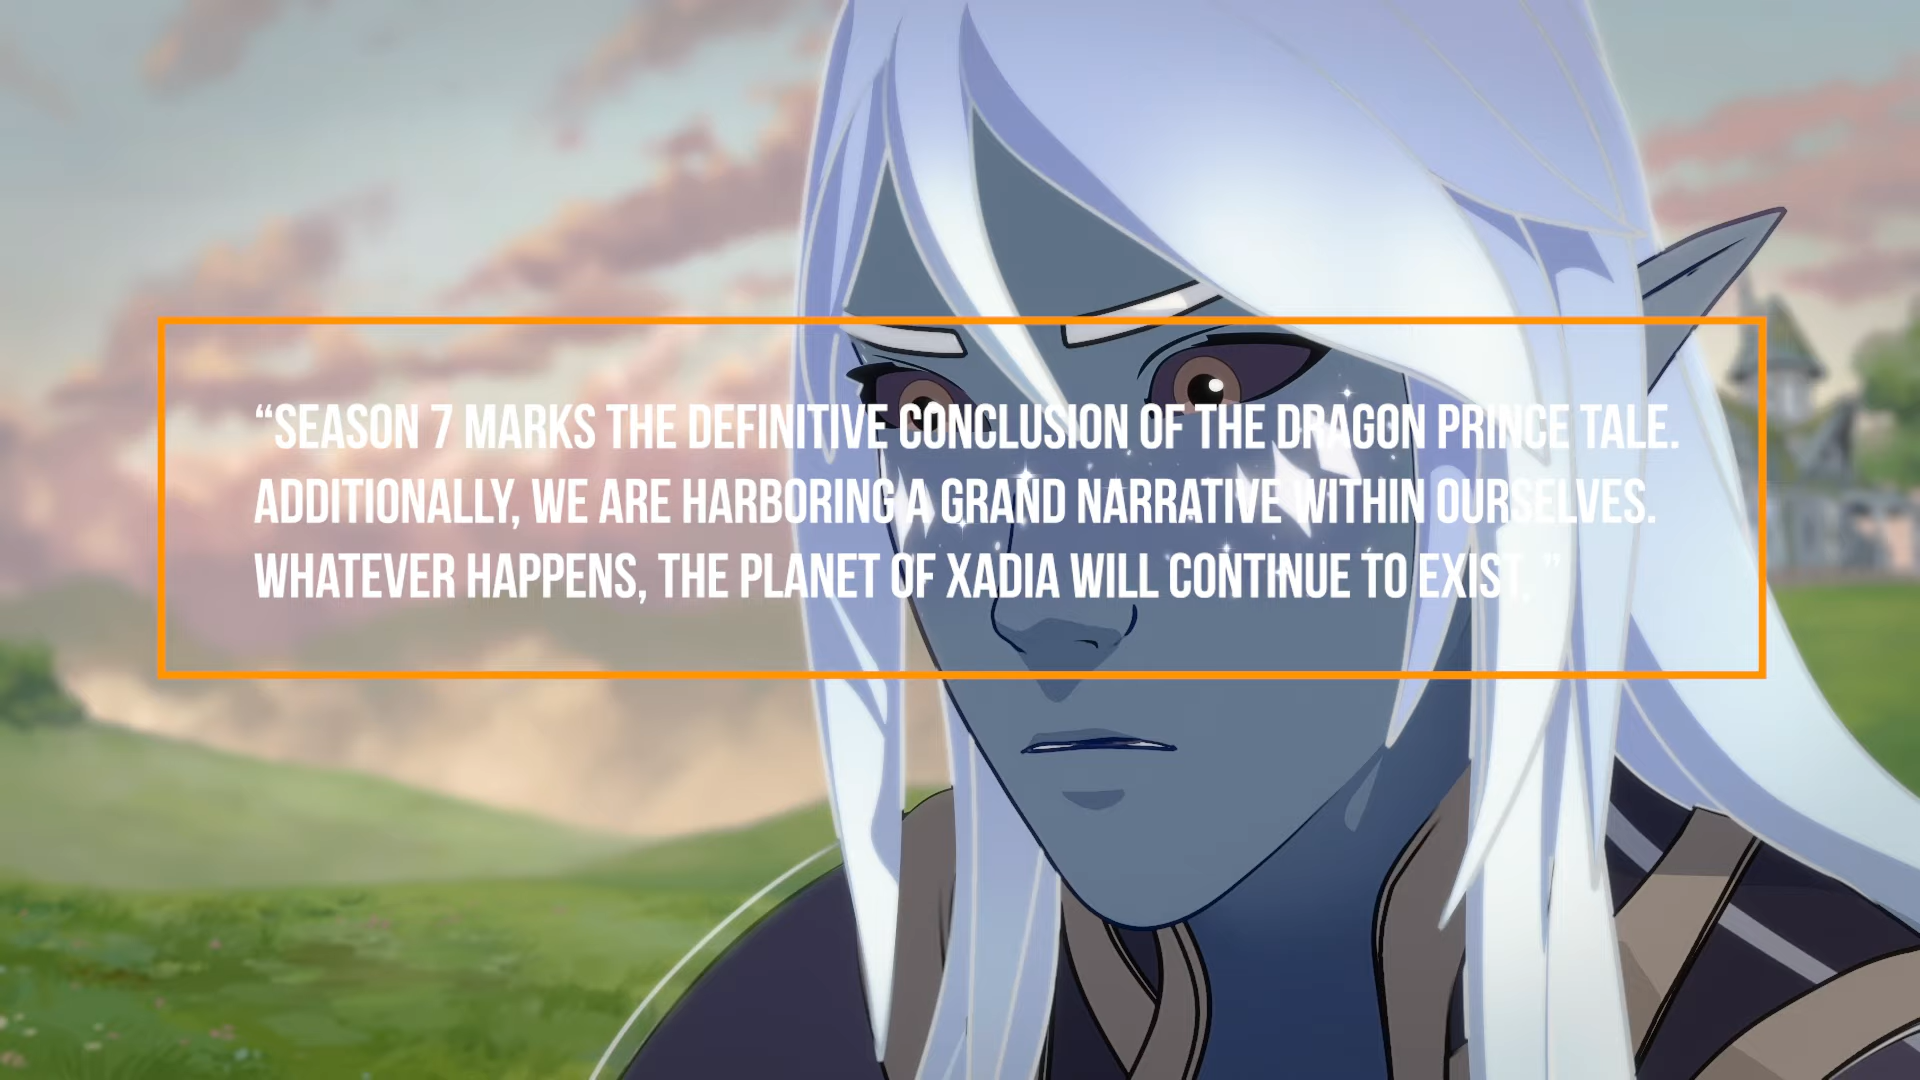 “SEASON 7 MARKS THE DEFINITIVE CONCLUSION OF THE DRAGON PRINCE TALE.
ADDITIONALLY, WE ARE HARBORING A GRAND NARRATIVE WITHIN OURSELVES.
WHATEVER HAPPENS, THE PLANET OF XADIA WILL CONTINUE TO EXIST, ”